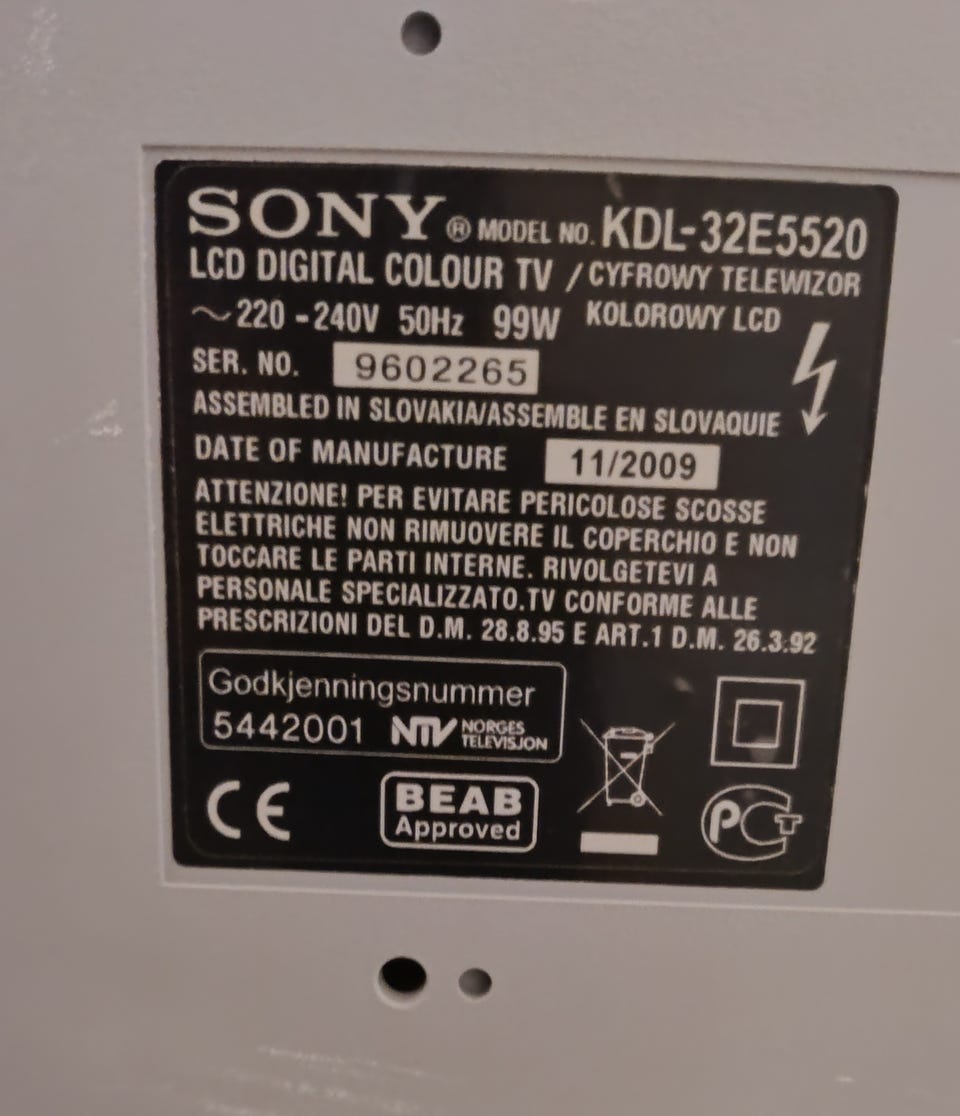 SONY® MODEL NO. KDL-32E5520
LCD DIGITAL COLOUR TV / CYFROWY TELEWIZOR
~220 - 240V 50Hz 99W KOLOROWY LCD
SER. NO. 9602265
ASSEMBLED IN SLOVAKIA/ASSEMBLE EN SLOVAQUIE
DATE OF MANUFACTURE 11/2009
ATTENZIONE! PER EVITARE PERICOLOSE SCOSSE
ELETTRICHE NON RIMUOVERE IL COPERCHIO E NON
TOCCARE LE PARTI INTERNE. RIVOLGETEVI A
PERSONALE SPECIALIZZATO.TV CONFORME ALLE
PRESCRIZIONI DEL D.M. 28.8.95 E ART.1 D.M. 26.3.92
Godkjenningsnummer
5442001 NTV NORGES
TELEVISJON
CE
BEAB
Approved
PCT